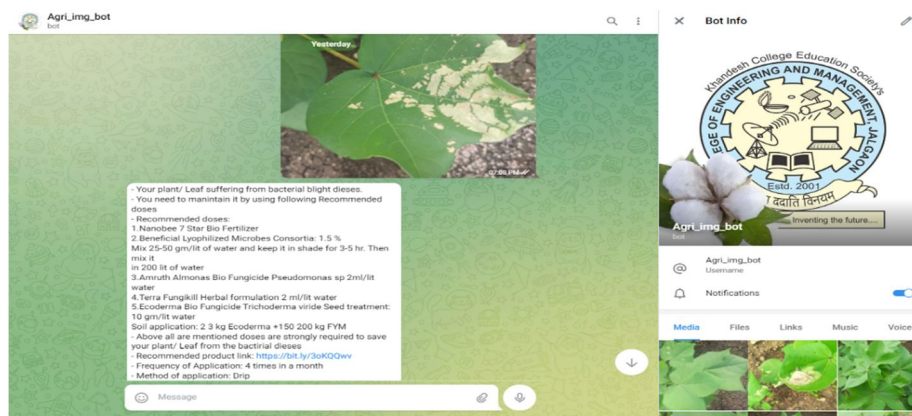 Agri_img_bot
bot
Yesterday
07:08 PM
- Your plant/ Leaf suffering from bacterial blight dieses.
- You need to manintain it by using following Recommended
doses
- Recommended doses:
1.Nanobee 7 Star Bio Fertilizer
2.Beneficial Lyophilized Microbes Consortia: 1.5 %
Mix 25-50 gm/lit of water and keep it in shade for 3-5 hr. Then
mix it
in 200 lit of water
3.Amruth Almonas Bio Fungicide Pseudomonas sp 2ml/lit
water
4.Terra Fungikill Herbal formulation 2 ml/lit water
5.Ecoderma Bio Fungicide Trichoderma viride Seed treatment:
10 gm/lit water
Soil application: 2 3 kg Ecoderma +150 200 kg FYM
- Above all are mentioned doses are strongly required to save
your plant/ Leaf from the bactirial dieses
- Recommended product link: https://bit.ly/3oKQQwv
- Frequency of Application: 4 times in a month
- Method of application: Drip
Message
Bot Info
Khandesh College Education Society's
EGE OF ENGINEERING AND MANAGEMENT, JALGAON
Estd. 2001
ददाति विनयम्
Inventing the future....
Agri_img_bot
bot
Agri_img_bot
Username
Notifications
Media
Files
Links
Music
Voice